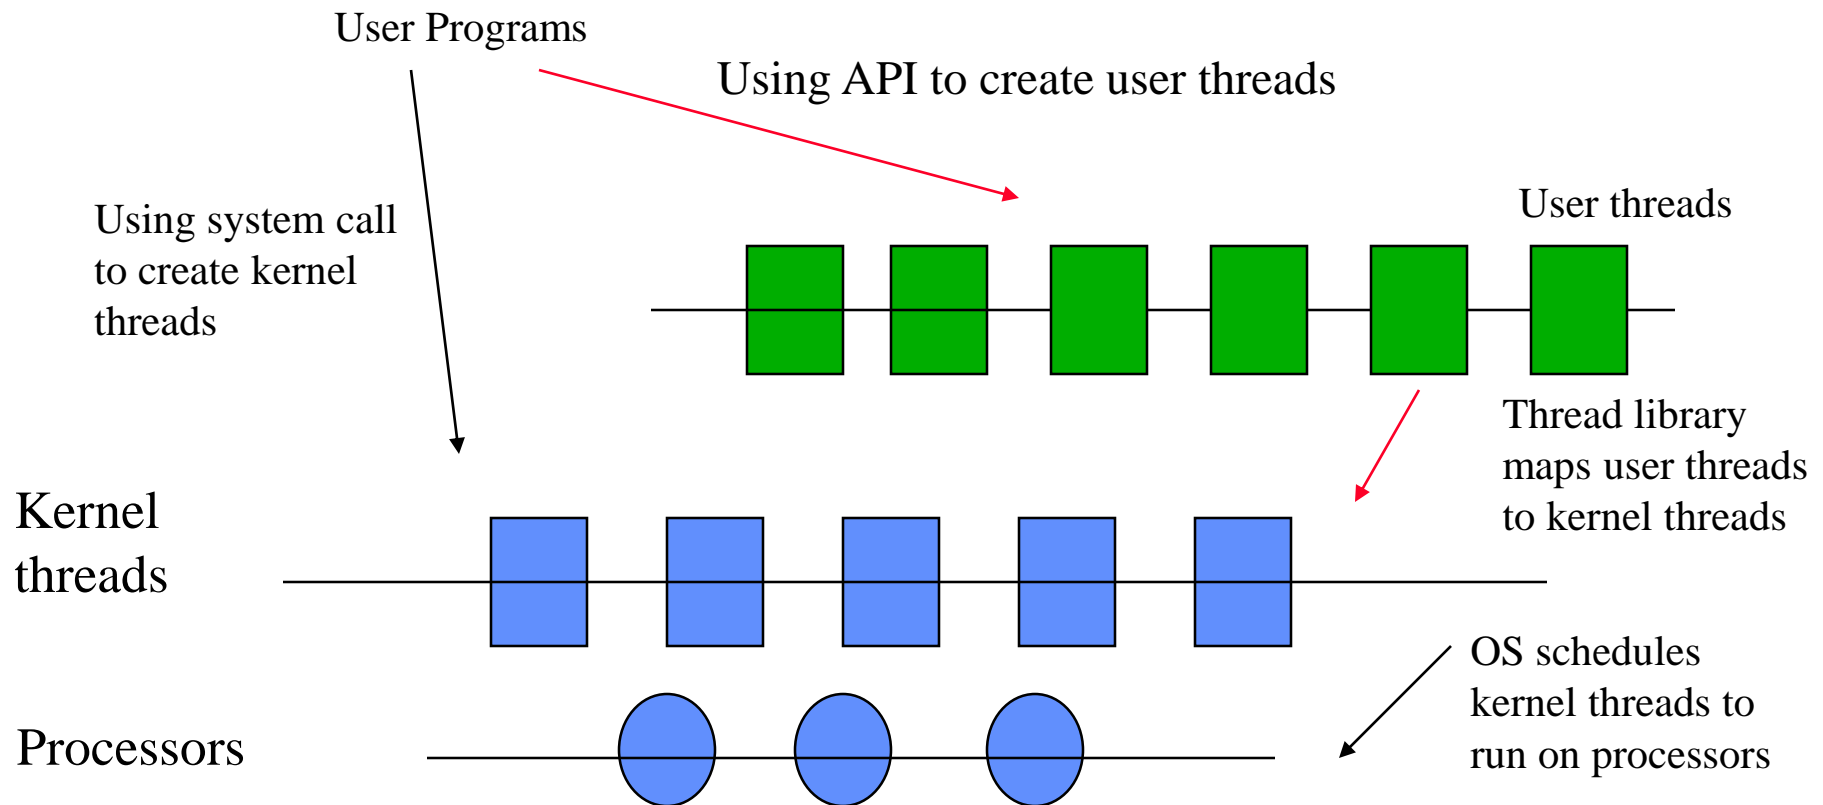 User Programs
Using API to create user threads
Using system call
to create kernel
threads
User threads
Thread library
maps user threads
to kernel threads
Kernel
threads
OS schedules
kernel threads to
run on processors
Processors